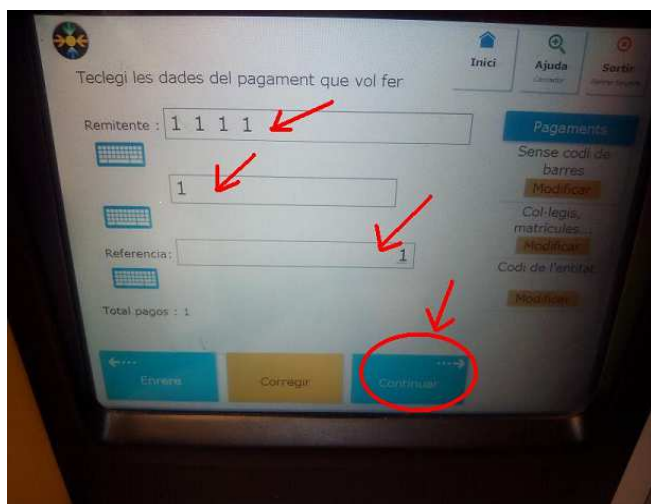 Inici
Ajuda
Sortir
Teclegi les dades del pagament que vol fer
Remitente : 1 1 1 1
1
Referencia: 1
Total pagos : 1
Pagaments
Sense codi de
barres
Modificar
Col·legis,
matrícules...
Modificar
Codi de l'entitat
Modificar
Enrere
Corregir
Continuar